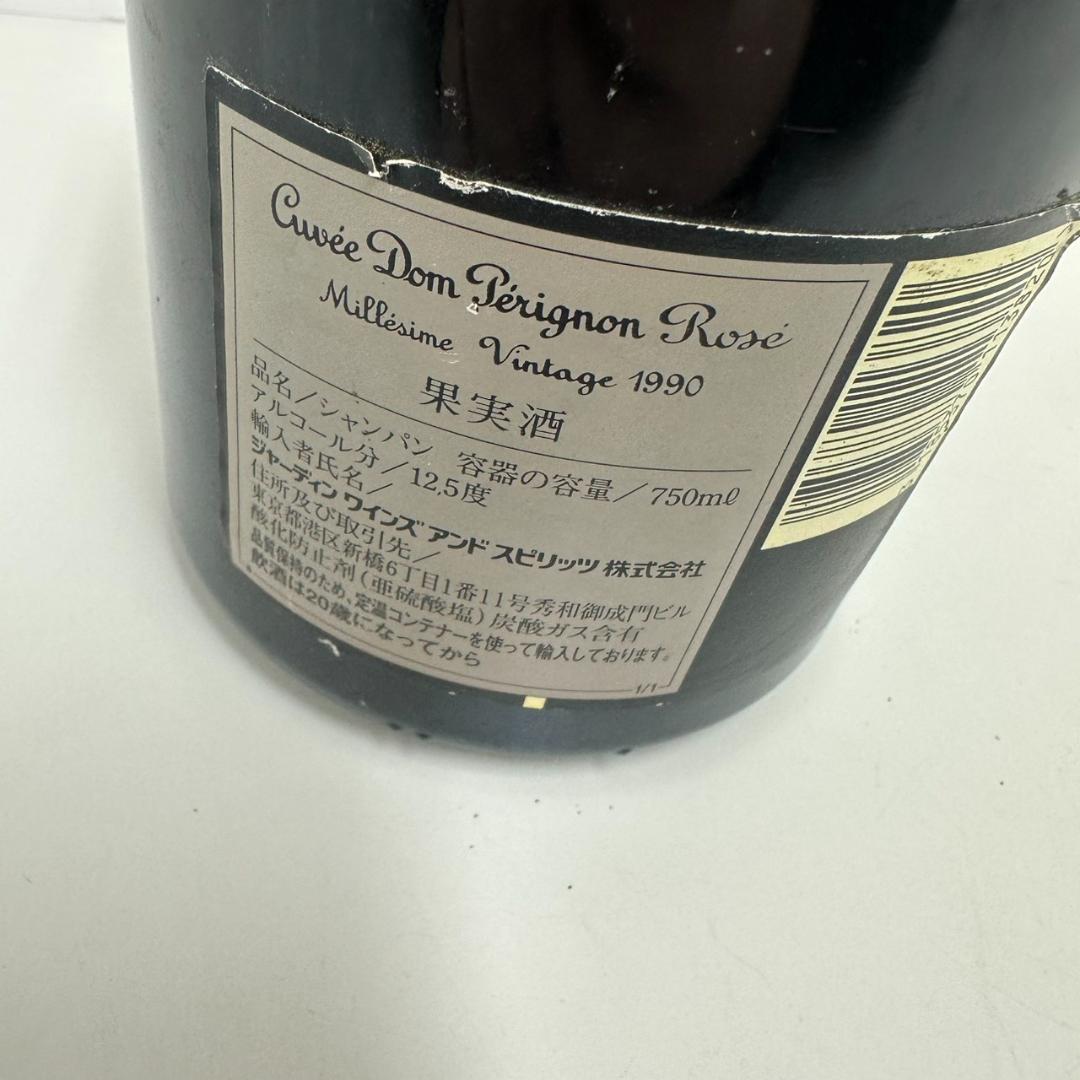 Cuvée Dom Pérignon Rosé
Millésime Vintage 1990
果実酒
品名/シャンパン 容器の容量/750mℓ
アルコール分/12.5度
輸入者氏名/
ジャーディン ワインズ アンド スピリッツ 株式会社
住所及び取引先/
東京都港区新橋6丁目1番11号秀和御成門ビル
酸化防止剤(亜硫酸塩)炭酸ガス含有
品質保持のため、定温コンテナーを使って輸入しております。
飲酒は20歳になってから
1/1